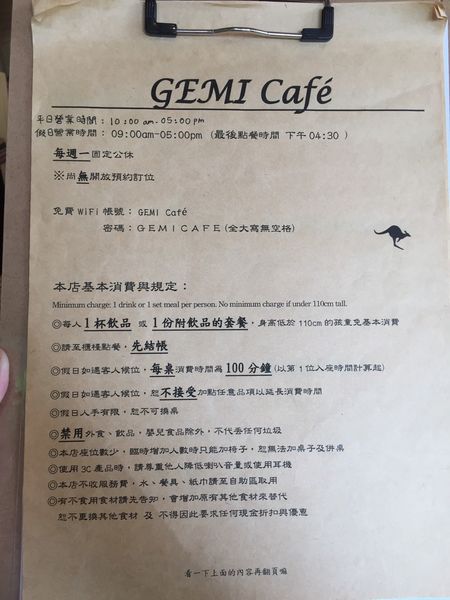 GEMI Café
平日營業時間：10:00 am-05:00 pm
假日營業時間： 09:00am-05:00pm (最後點餐時間 下午 04:30 )
每週一固定公休
※尚無開放預約訂位
免費 WiFi 帳號： GEMI Café
密碼：ＧＥＭＩＣＡＦＥ(全大寫無空格)
本店基本消費與規定：
Minimum charge: 1 drink or 1 set meal per person. No minimum charge if under 110cm tall.
◎每人 1 杯飲品 或 1 份附飲品的套餐，身高低於 110cm 的孩童免基本消費
◎請至櫃檯點餐，先結帳
◎假日如遇客人候位，每桌消費時間為 100 分鐘(以第 1 位入座時間計算起)
◎假日如遇客人候位，恕不接受加點任意品項以延長消費時間
◎假日人手有限，恕不可換桌
◎禁用外食、飲品，嬰兒食品除外，不代丟任何垃圾
◎本店座位數少，臨時增加人數時只能加椅子，恕無法加桌子及併桌
◎使用 3C 產品時，請尊重他人降低喇叭音量或使用耳機
◎本店不收服務費，水、餐具、紙巾請至自助區取用
◎有不食用食材請先告知，會增加原有其他食材來替代
恕不更換其他食材 及 不得因此要求任何現金折扣與優惠
看一下上面的內容再翻頁嘛